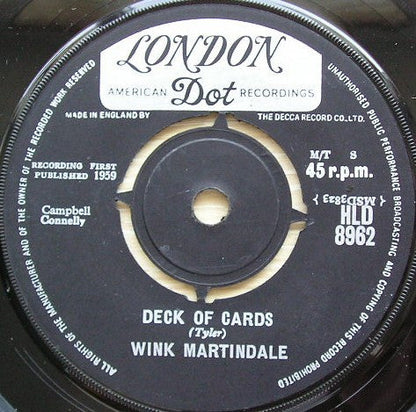 LONDON
AMERICAN Dot RECORDINGS
MADE IN ENGLAND BY THE DECCA RECORD CO., LTD.
RECORDING FIRST
PUBLISHED 1959
M/T S
45 r.p.m.
Campbell
Connelly
{ MSD3823 }
HLD
8962
DECK OF CARDS
(Tyler)
WINK MARTINDALE
ALL RIGHTS OF THE MANUFACTURER AND OF THE OWNER OF THE RECORDED WORK RESERVED
UNAUTHORISED PUBLIC PERFORMANCE BROADCASTING AND COPYING OF THIS RECORD PROHIBITED